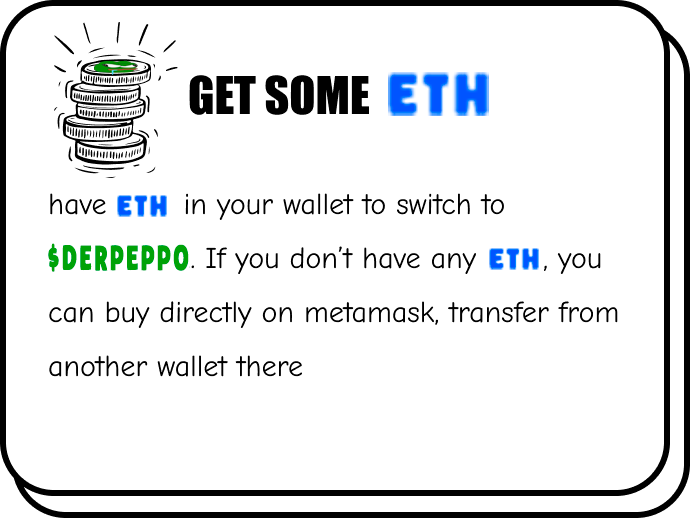 GET SOME ETH
have ETH in your wallet to switch to
$DERPEPPO. If you don't have any ETH, you
can buy directly on metamask, transfer from
another wallet there